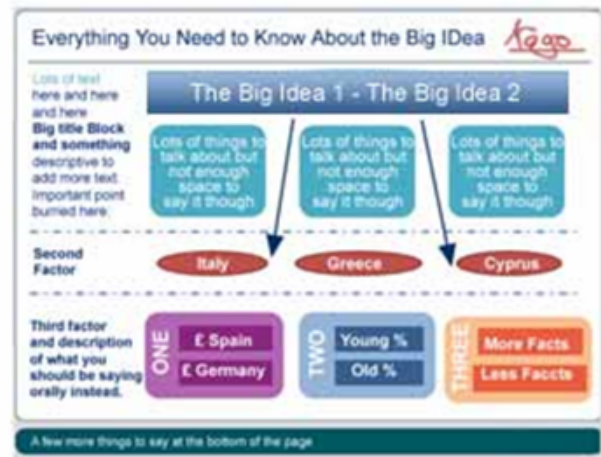 Everything You Need to Know About the Big IDea
Lots of text
here and here
and here
Big title Block
and something
descriptive to
add more text.
Important point
burried here.
The Big Idea 1 - The Big Idea 2
Lots of things to
talk about but
not enough
space to
say it though
Lots of things to
talk about but
not enough
space to
say it though
Lots of things to
talk about but
not enough
space to
say it though
Second
Factor
Italy
Greece
Cyprus
Third factor
and description
of what you
should be saying
orally instead.
ONE
£ Spain
£ Germany
TWO
Young %
Old %
THREE
More Facts
Lees Faccts
A few more things to say at the bottom of the page